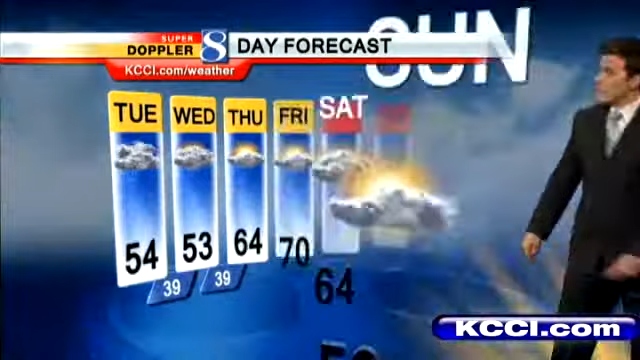 SUN
SUPER
DOPPLER 8 DAY FORECAST
KCCI.com/weather
TUE WED THU FRI SAT
54 53 64 70 64
39 39
KCCI.com